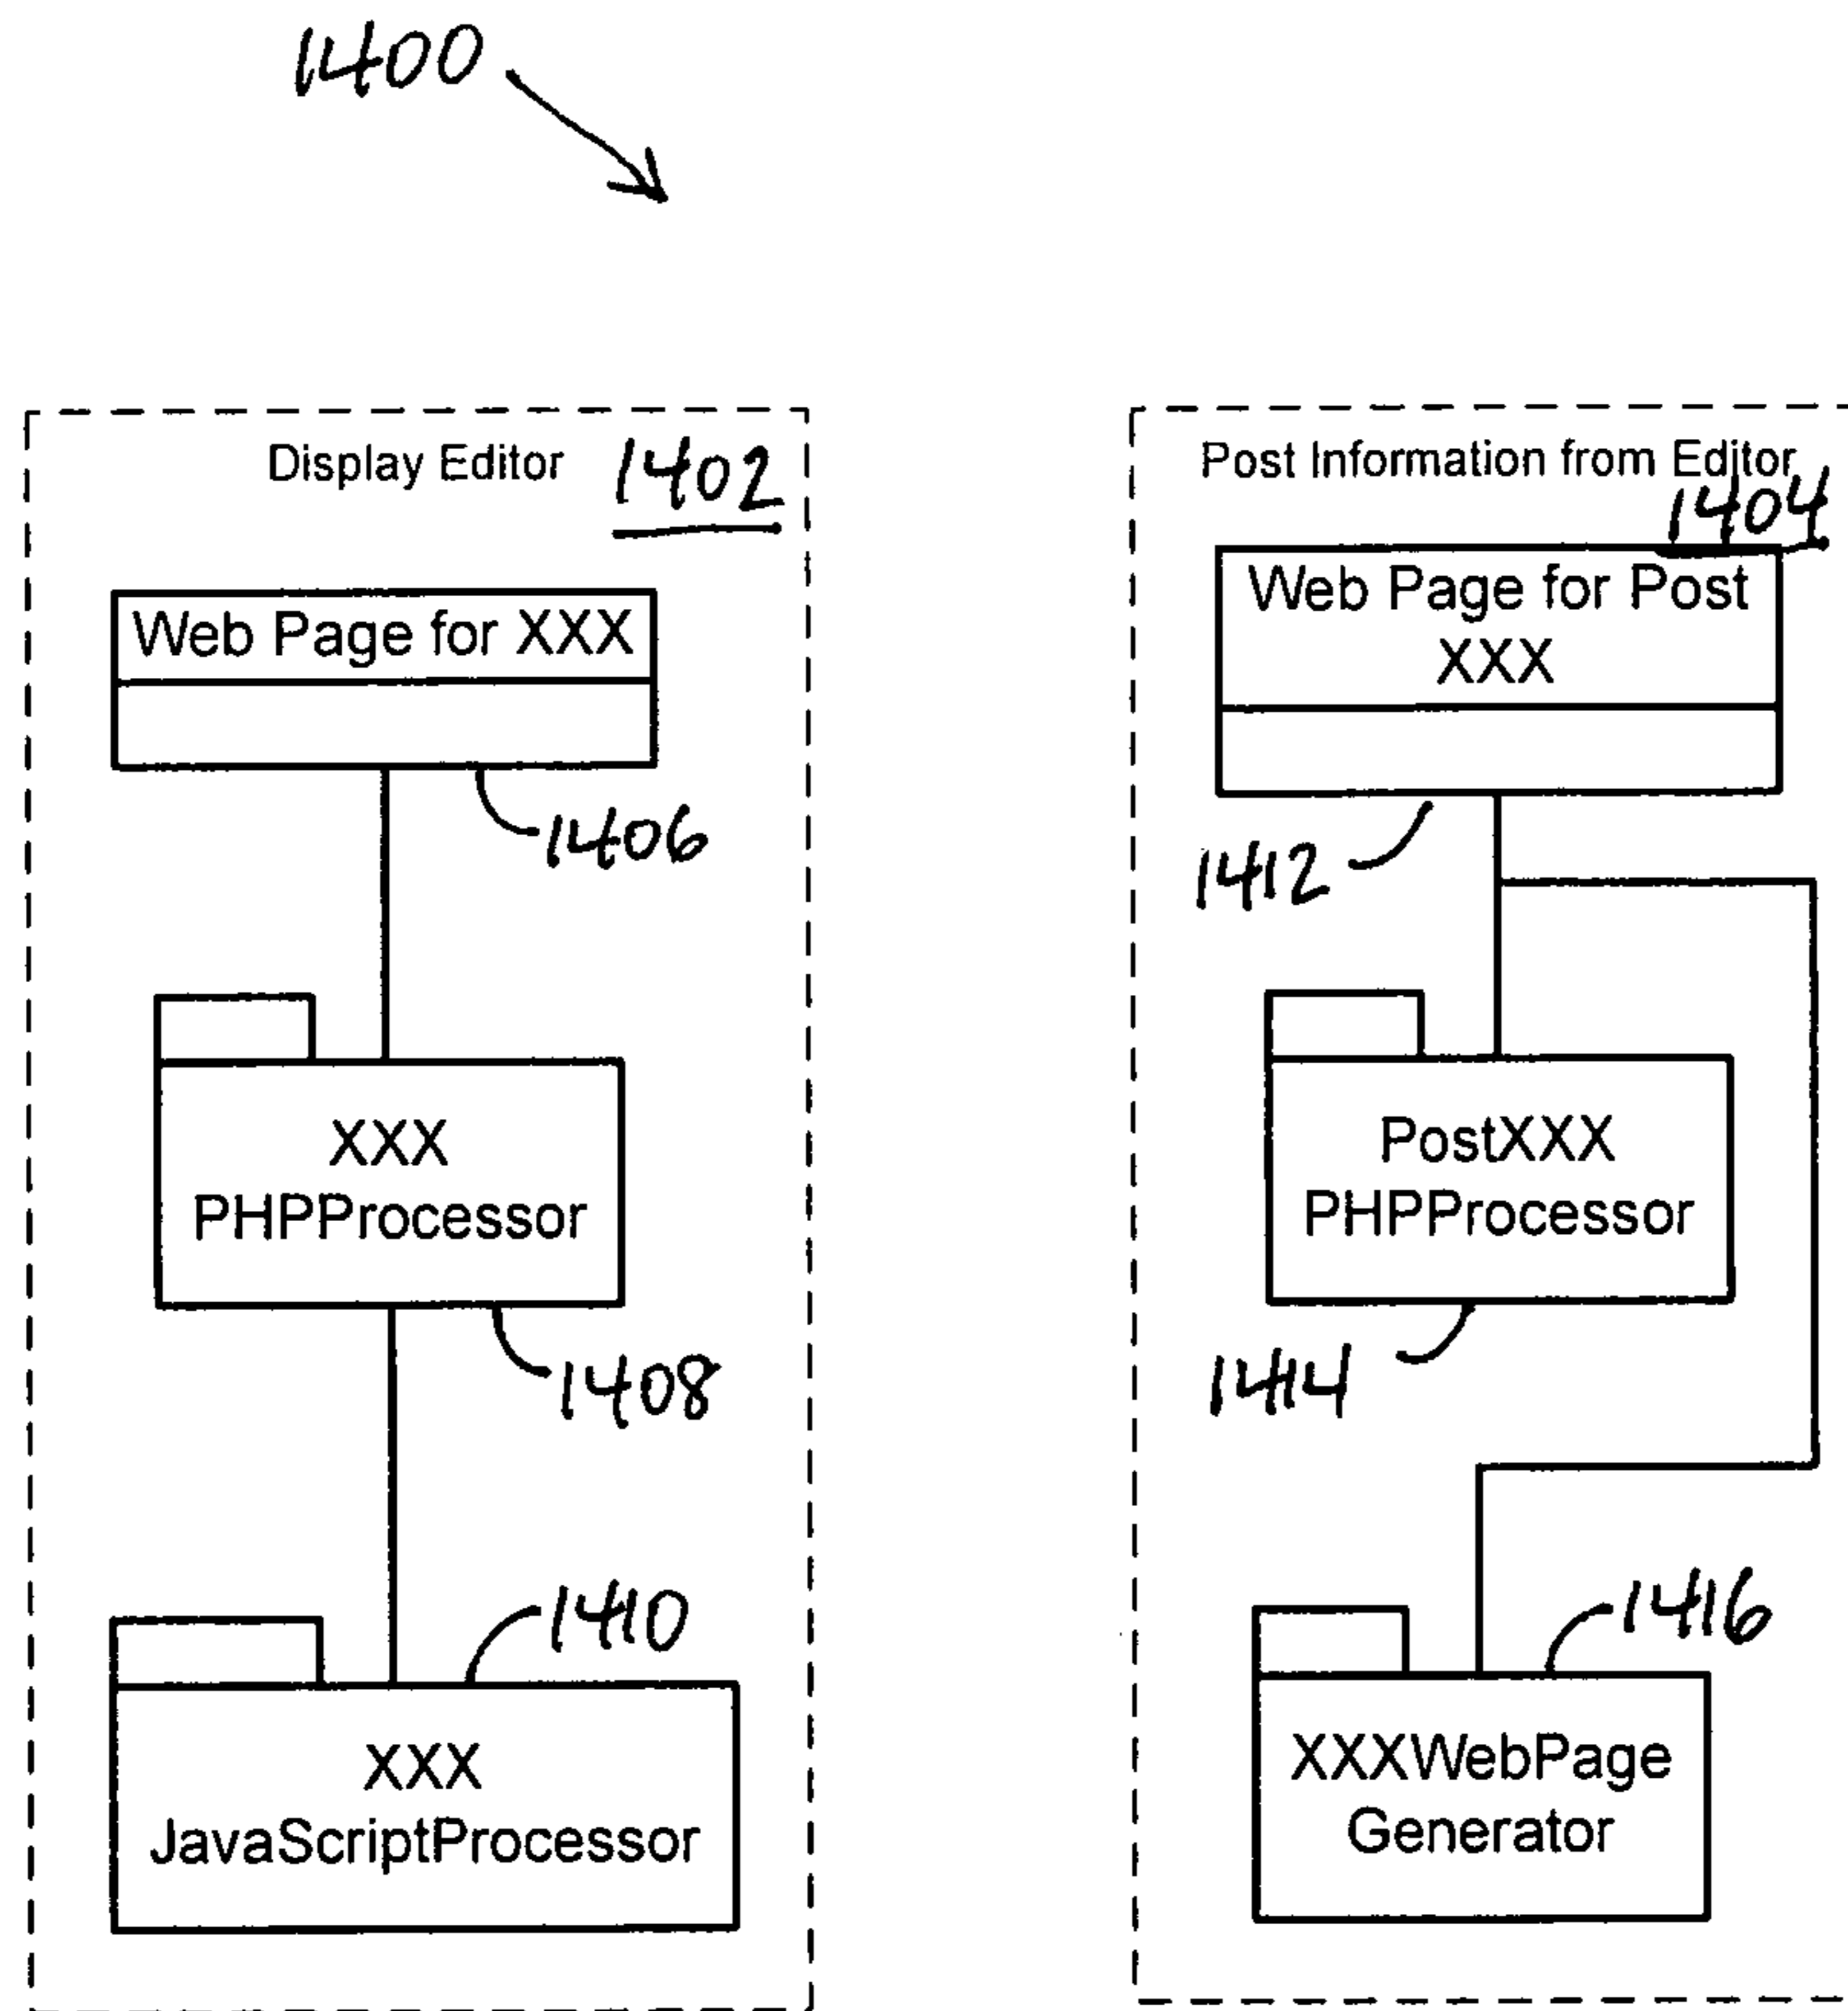 1400
Display Editor 1402
Web Page for XXX
1406
XXX
PHPProcessor
1408
1410
XXX
JavaScriptProcessor
Post Information from Editor
1404
Web Page for Post
XXX
1412
PostXXX
PHPProcessor
1414
1416
XXXWebPage
Generator